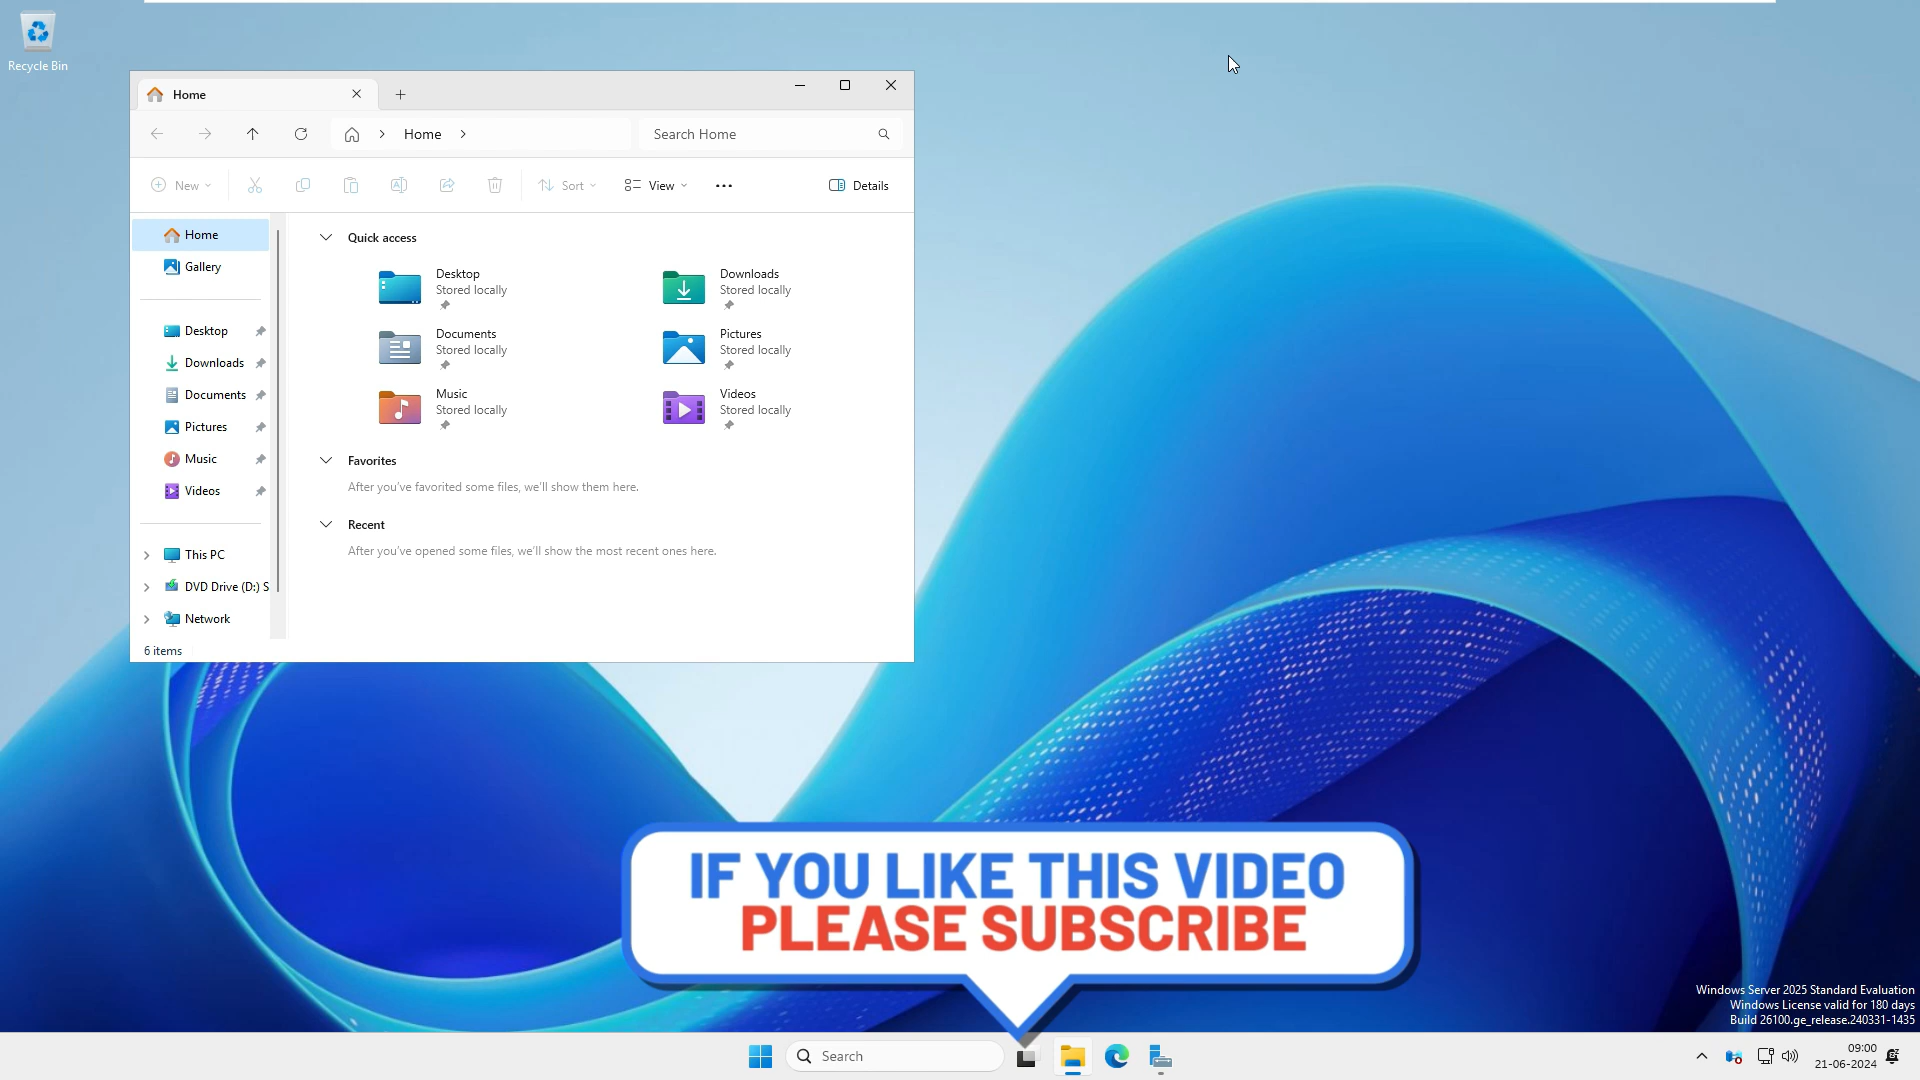 Recycle Bin
Home
Home
Search Home
New
Sort
View
Details
Home
Gallery
Desktop
Downloads
Documents
Pictures
Music
Videos
This PC
DVD Drive (D:) S
Network
Quick access
Desktop
Stored locally
Downloads
Stored locally
Documents
Stored locally
Pictures
Stored locally
Music
Stored locally
Videos
Stored locally
Favorites
After you've favorited some files, we'll show them here.
Recent
After you've opened some files, we'll show the most recent ones here.
6 items
IF YOU LIKE THIS VIDEO
PLEASE SUBSCRIBE
Windows Server 2025 Standard Evaluation
Windows License valid for 180 days
Build 26100.ge_release.240331-1435
Search
09:00
21-06-2024